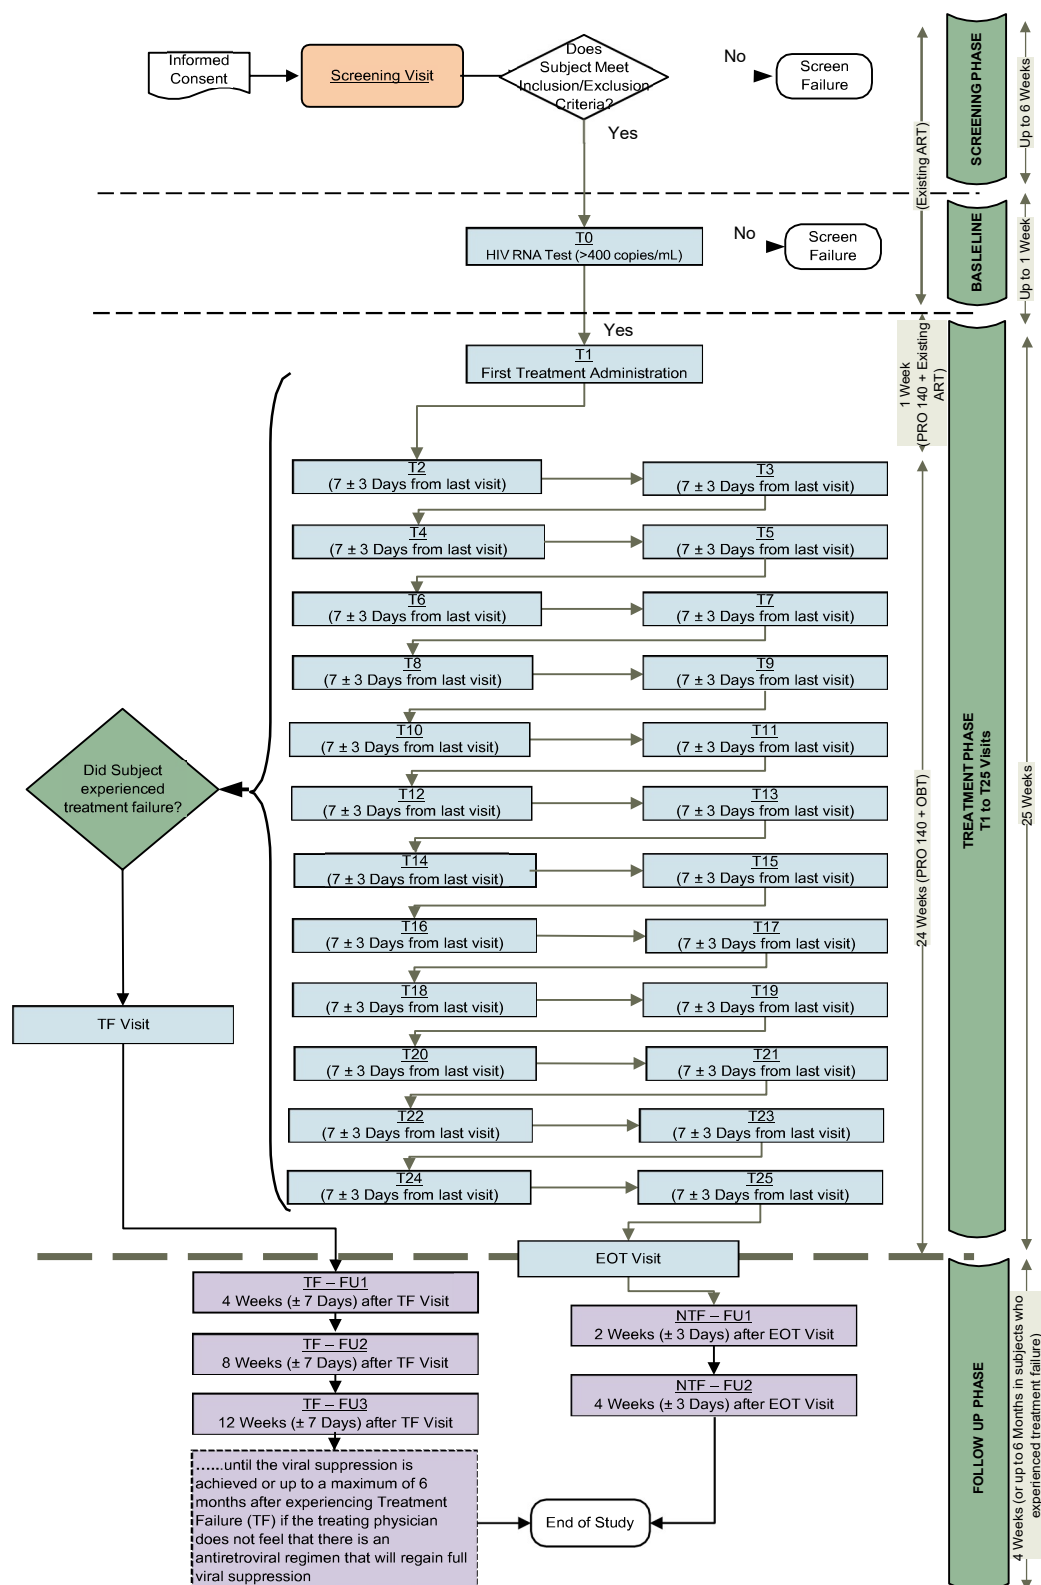 Informed
Consent
Screening Visit
Does
Subject Meet
Inclusion/Exclusion
Criteria?
No
Screen
Failure
Yes
(Existing ART)
SCREENING PHASE
Up to 6 Weeks
T0
HIV RNA Test (>400 copies/mL)
No
Screen
Failure
BASLELINE
Up to 1 Week
Yes
T1
First Treatment Administration
1 Week
(PRO 140 + Existing
ART)
T2
(7 ± 3 Days from last visit)
T3
(7 ± 3 Days from last visit)
T4
(7 ± 3 Days from last visit)
T5
(7 ± 3 Days from last visit)
T6
(7 ± 3 Days from last visit)
T7
(7 ± 3 Days from last visit)
T8
(7 ± 3 Days from last visit)
T9
(7 ± 3 Days from last visit)
T10
(7 ± 3 Days from last visit)
T11
(7 ± 3 Days from last visit)
T12
(7 ± 3 Days from last visit)
T13
(7 ± 3 Days from last visit)
T14
(7 ± 3 Days from last visit)
T15
(7 ± 3 Days from last visit)
T16
(7 ± 3 Days from last visit)
T17
(7 ± 3 Days from last visit)
T18
(7 ± 3 Days from last visit)
T19
(7 ± 3 Days from last visit)
T20
(7 ± 3 Days from last visit)
T21
(7 ± 3 Days from last visit)
T22
(7 ± 3 Days from last visit)
T23
(7 ± 3 Days from last visit)
T24
(7 ± 3 Days from last visit)
T25
(7 ± 3 Days from last visit)
Did Subject
experienced
treatment failure?
TF Visit
24 Weeks (PRO 140 + OBT)
TREATMENT PHASE
T1 to T25 Visits
25 Weeks
EOT Visit
TF – FU1
4 Weeks (± 7 Days) after TF Visit
TF – FU2
8 Weeks (± 7 Days) after TF Visit
TF – FU3
12 Weeks (± 7 Days) after TF Visit
......until the viral suppression is
achieved or up to a maximum of 6
months after experiencing Treatment
Failure (TF) if the treating physician
does not feel that there is an
antiretroviral regimen that will regain full
viral suppression
NTF – FU1
2 Weeks (± 3 Days) after EOT Visit
NTF – FU2
4 Weeks (± 3 Days) after EOT Visit
End of Study
FOLLOW UP PHASE
4 Weeks (or up to 6 Months in subjects who
experienced treatment failure)